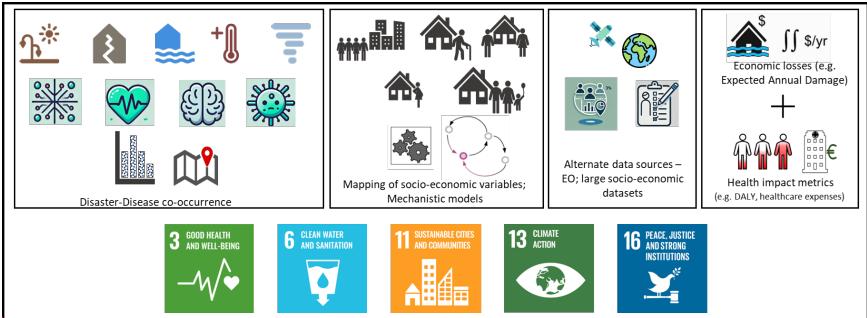 $
$/yr
Economic losses (e.g.
Expected Annual Damage)
+
€
Health impact metrics
(e.g. DALY, healthcare expenses)
Alternate data sources –
EO; large socio-economic
datasets
Mapping of socio-economic variables;
Mechanistic models
Disaster-Disease co-occurrence
3 GOOD HEALTH
AND WELL-BEING
6 CLEAN WATER
AND SANITATION
11 SUSTAINABLE CITIES
AND COMMUNITIES
13 CLIMATE
ACTION
16 PEACE, JUSTICE
AND STRONG
INSTITUTIONS